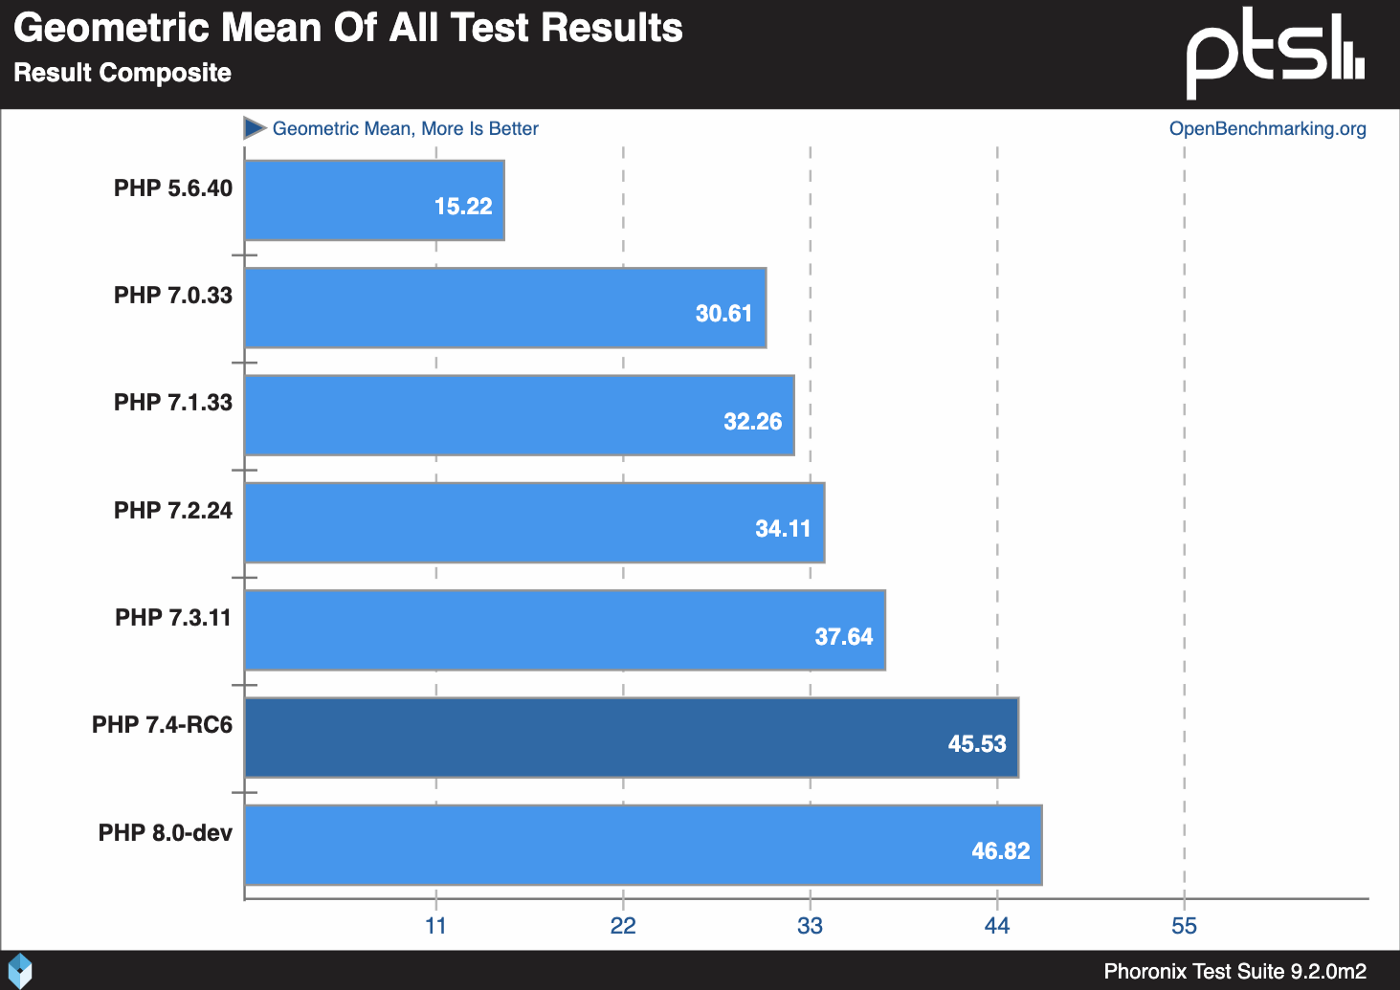 Geometric Mean Of All Test Results
Result Composite
ptsl
Geometric Mean, More Is Better
OpenBenchmarking.org
PHP 5.6.40
15.22
PHP 7.0.33
30.61
PHP 7.1.33
32.26
PHP 7.2.24
34.11
PHP 7.3.11
37.64
PHP 7.4-RC6
45.53
PHP 8.0-dev
46.82
11 22 33 44 55
Phoronix Test Suite 9.2.0m2